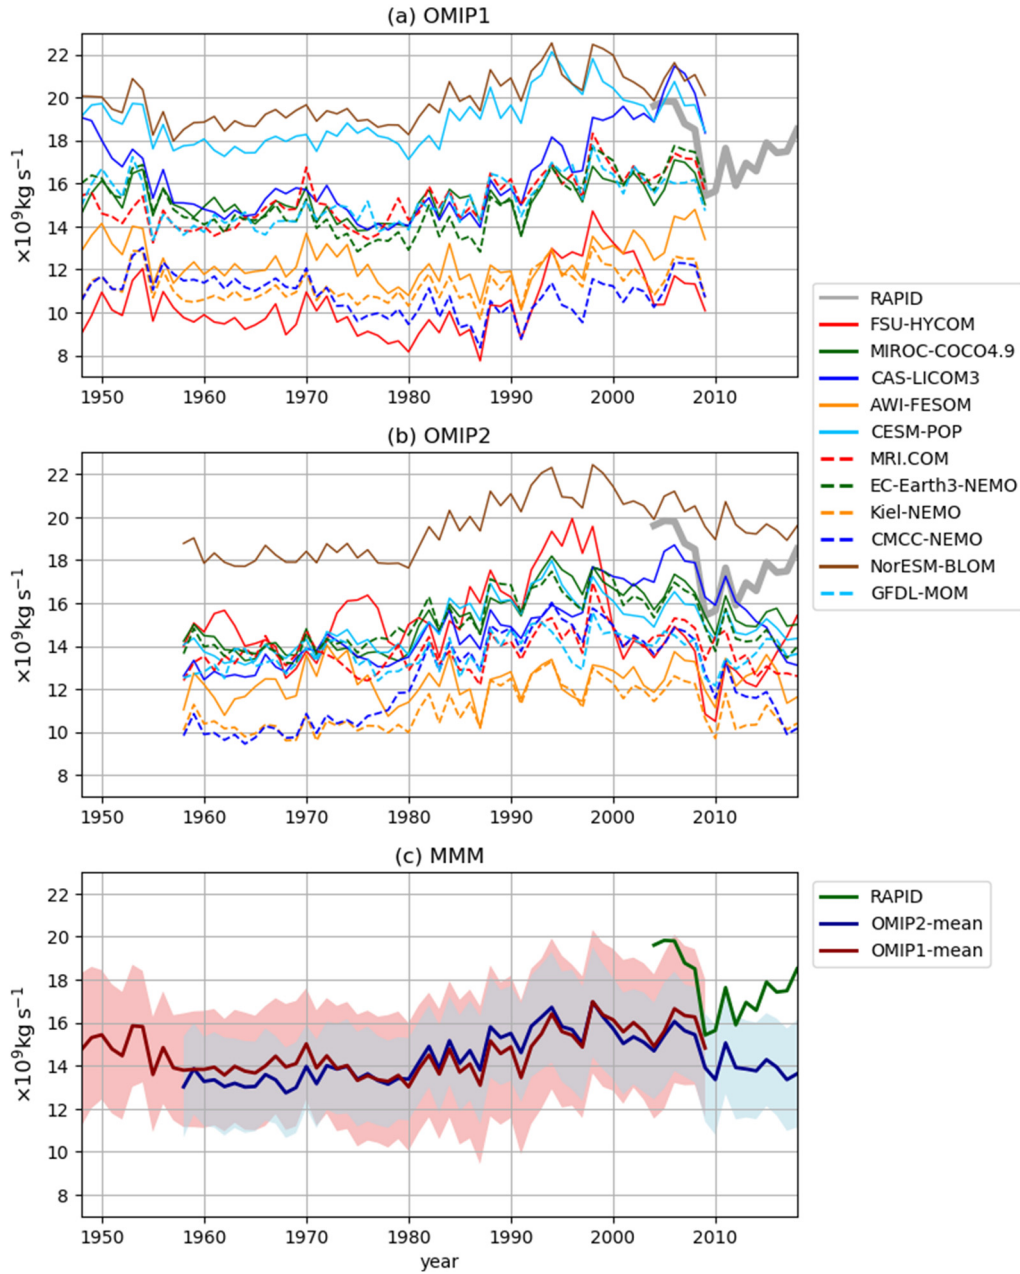 (a) OMIP1
22
20
18
16
14
12
10
8
×10⁹kg s⁻¹
1950 1960 1970 1980 1990 2000 2010
RAPID
FSU-HYCOM
MIROC-COCO4.9
CAS-LICOM3
AWI-FESOM
CESM-POP
MRI.COM
EC-Earth3-NEMO
Kiel-NEMO
CMCC-NEMO
NorESM-BLOM
GFDL-MOM
(b) OMIP2
22
20
18
16
14
12
10
8
×10⁹kg s⁻¹
1950 1960 1970 1980 1990 2000 2010
(c) MMM
22
20
18
16
14
12
10
8
×10⁹kg s⁻¹
1950 1960 1970 1980 1990 2000 2010
year
RAPID
OMIP2-mean
OMIP1-mean